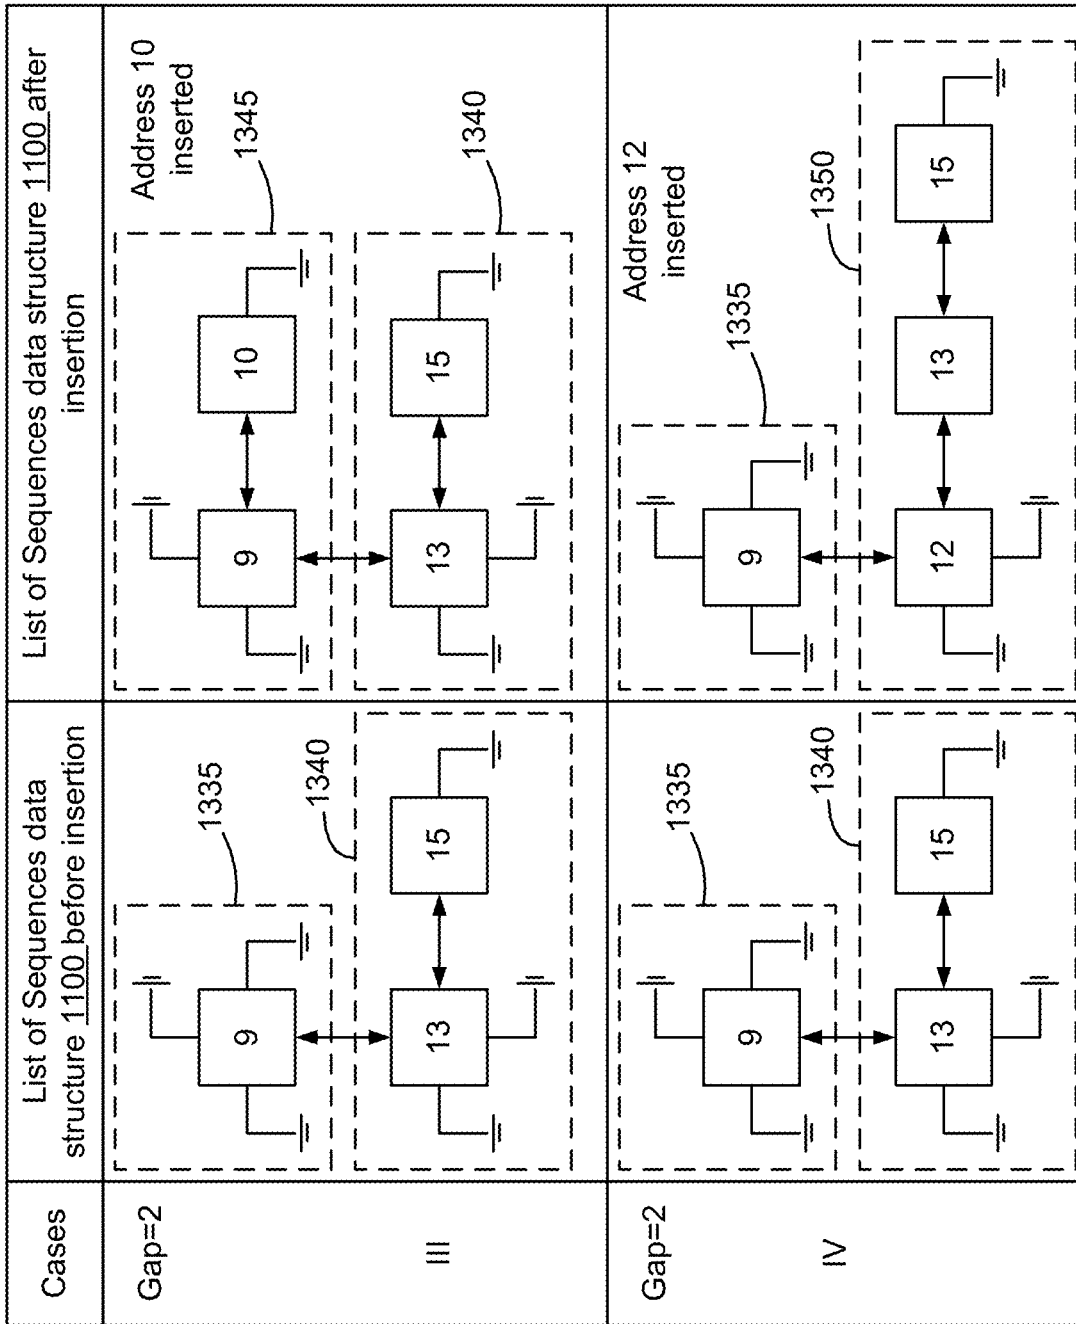 Cases
List of Sequences data
structure 1100 before insertion
List of Sequences data structure 1100 after
insertion
Gap=2
III
1335
9
1340
13
15
Address 10
inserted
1345
9
10
1340
13
15
Gap=2
IV
1335
9
1340
13
15
Address 12
inserted
1335
9
1350
12
13
15